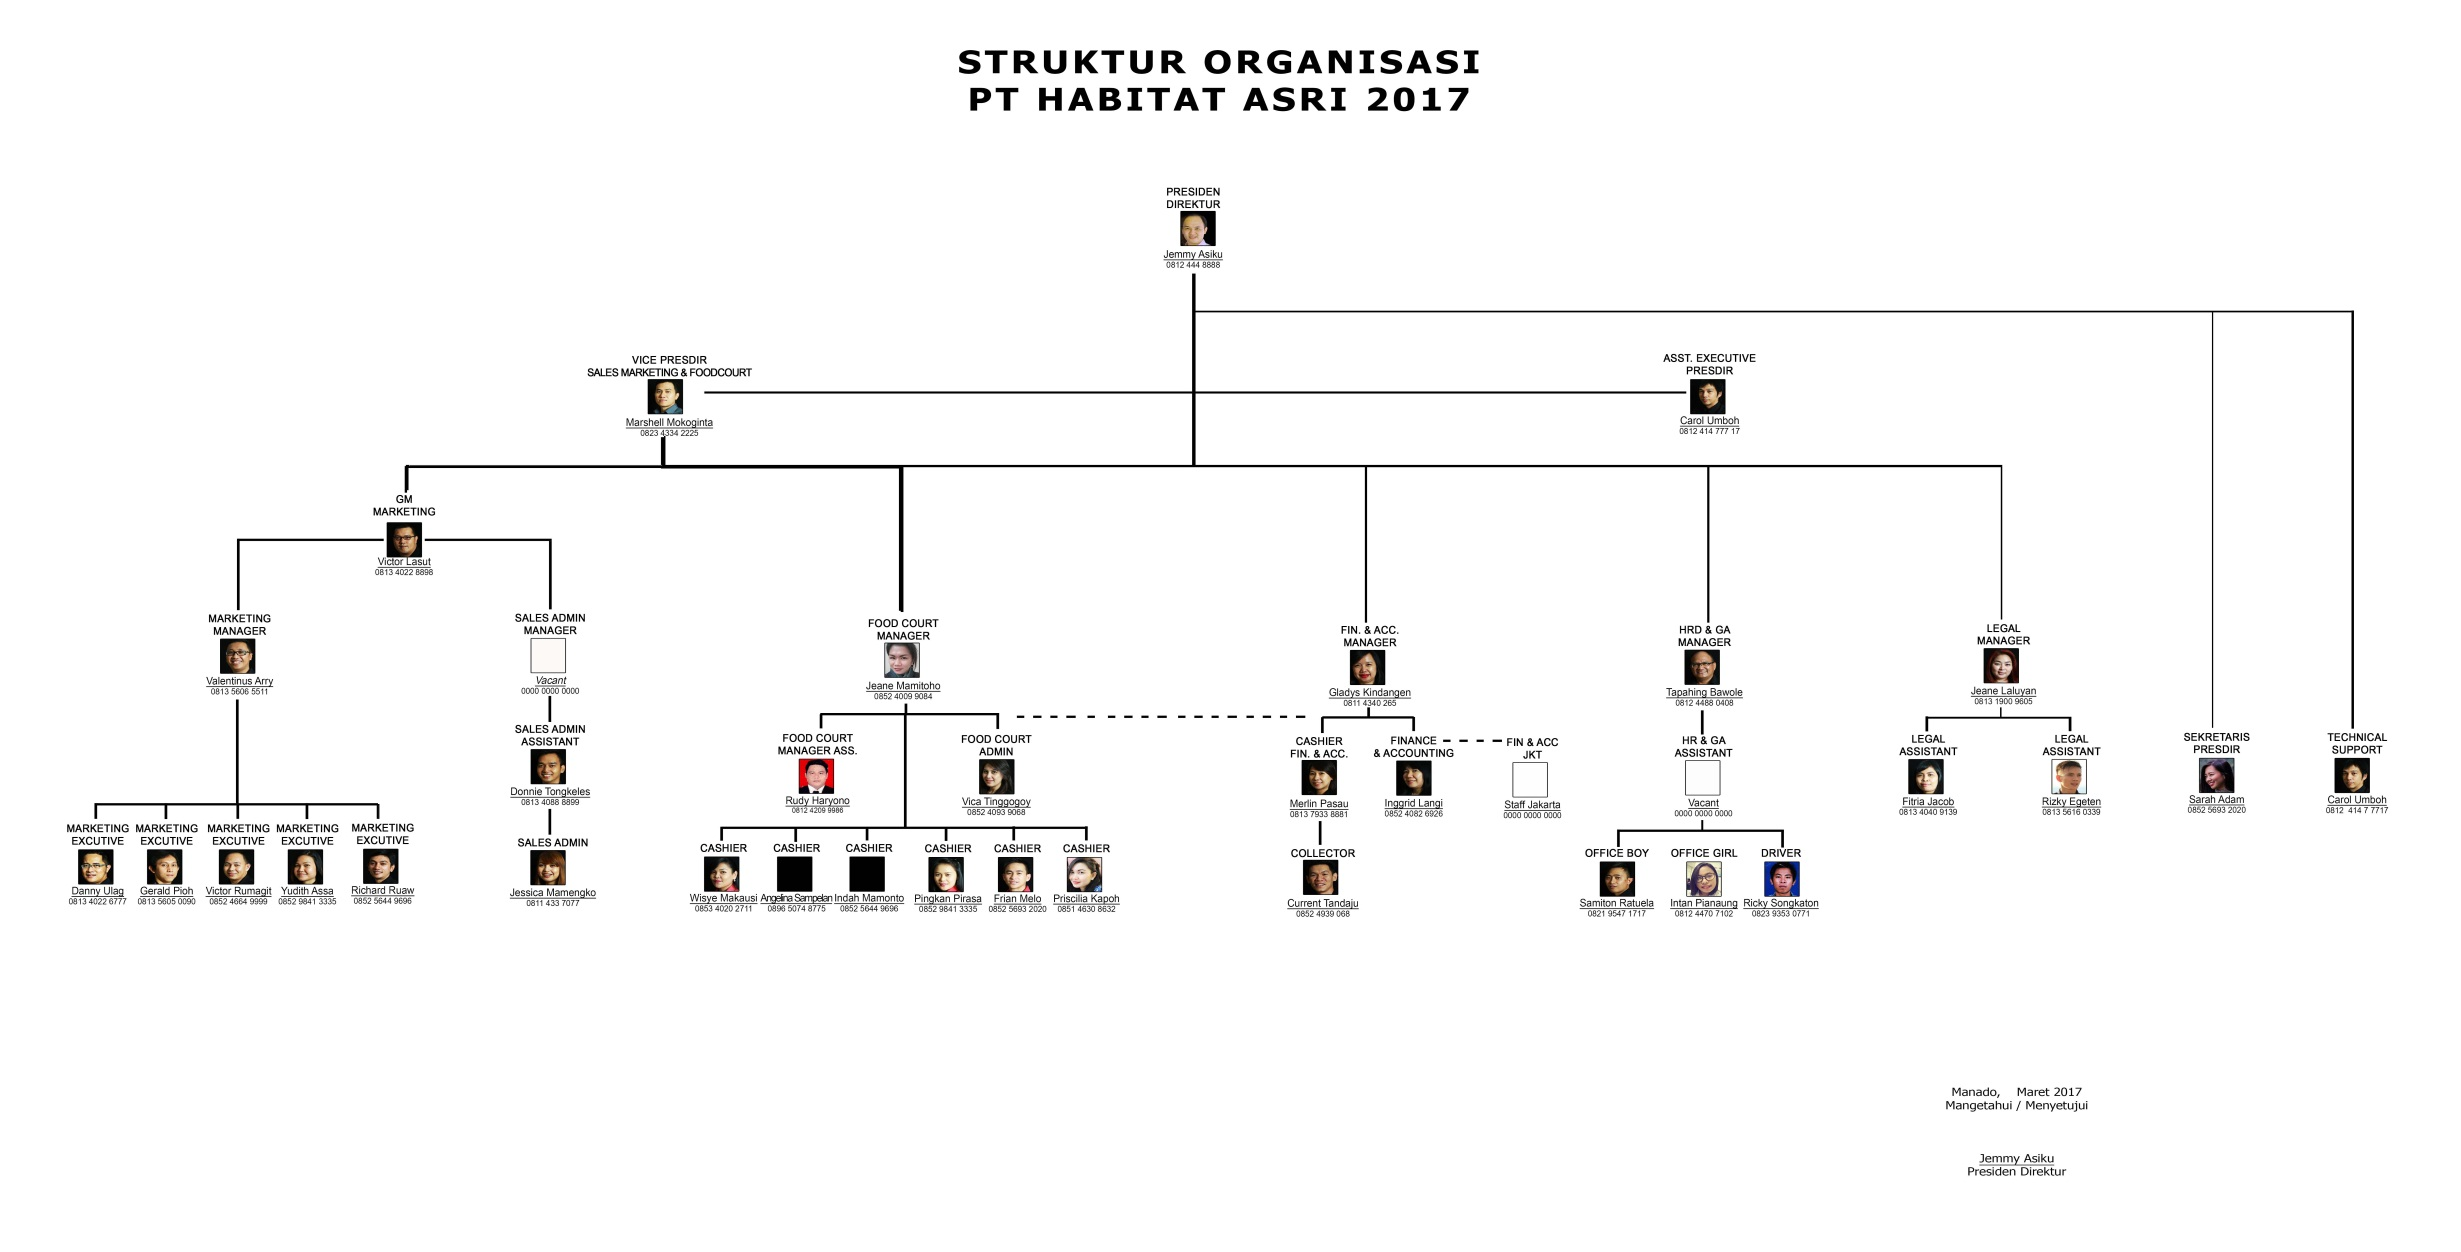 STRUKTUR ORGANISASI
PT HABITAT ASRI 2017
PRESIDEN
DIREKTUR
Jemmy Asiku
0812 444 8888
VICE PRESDIR
SALES MARKETING & FOODCOURT
Marshell Mokoginta
0823 4334 2225
ASST. EXECUTIVE
PRESDIR
Carol Umboh
0812 414 777 17
GM
MARKETING
Victor Lasut
0813 4022 8898
MARKETING
MANAGER
Valentinus Arry
0813 5606 5511
SALES ADMIN
MANAGER
Vacant
0000 0000 0000
FOOD COURT
MANAGER
Jeane Mamitoho
0852 4009 9084
FIN. & ACC.
MANAGER
Gladys Kindangen
0811 4340 265
HRD & GA
MANAGER
Tapahing Bawole
0812 4488 0408
LEGAL
MANAGER
Jeane Laluyan
0813 1900 9605
SALES ADMIN
ASSISTANT
Donnie Tongkeles
0813 4088 8899
FOOD COURT
MANAGER ASS.
Rudy Haryono
0812 4209 9986
FOOD COURT
ADMIN
Vica Tinggogoy
0852 4093 9068
CASHIER
FIN. & ACC.
Merlin Pasau
0813 7933 8881
FINANCE
& ACCOUNTING
Inggrid Langi
0852 4082 6926
FIN & ACC
JKT
Staff Jakarta
0000 0000 0000
HR & GA
ASSISTANT
Vacant
0000 0000 0000
LEGAL
ASSISTANT
Fitria Jacob
0813 4040 9139
LEGAL
ASSISTANT
Rizky Egeten
0813 5616 0339
SEKRETARIS
PRESDIR
Sarah Adam
0852 5693 2020
TECHNICAL
SUPPORT
Carol Umboh
0812 414 7 7717
MARKETING
EXCUTIVE
Danny Ulag
0813 4022 6777
MARKETING
EXCUTIVE
Gerald Pioh
0813 5605 0090
MARKETING
EXCUTIVE
Victor Rumagit
0852 4664 9999
MARKETING
EXCUTIVE
Yudith Assa
0852 9841 3335
MARKETING
EXCUTIVE
Richard Ruaw
0852 5644 9696
SALES ADMIN
Jessica Mamengko
0811 433 7077
CASHIER
Wisye Makausi
0853 4020 2711
CASHIER
Angelina Sampelan
0896 5074 8775
CASHIER
Indah Mamonto
0852 5644 9696
CASHIER
Pingkan Pirasa
0852 9841 3335
CASHIER
Frian Melo
0852 5693 2020
CASHIER
Priscilia Kapoh
0851 4630 8632
COLLECTOR
Current Tandaju
0852 4939 068
OFFICE BOY
Samiton Ratuela
0821 9547 1717
OFFICE GIRL
Intan Pianaung
0812 4470 7102
DRIVER
Ricky Songkaton
0823 9353 0771
Manado, Maret 2017
Mangetahui / Menyetujui
Jemmy Asiku
Presiden Direktur